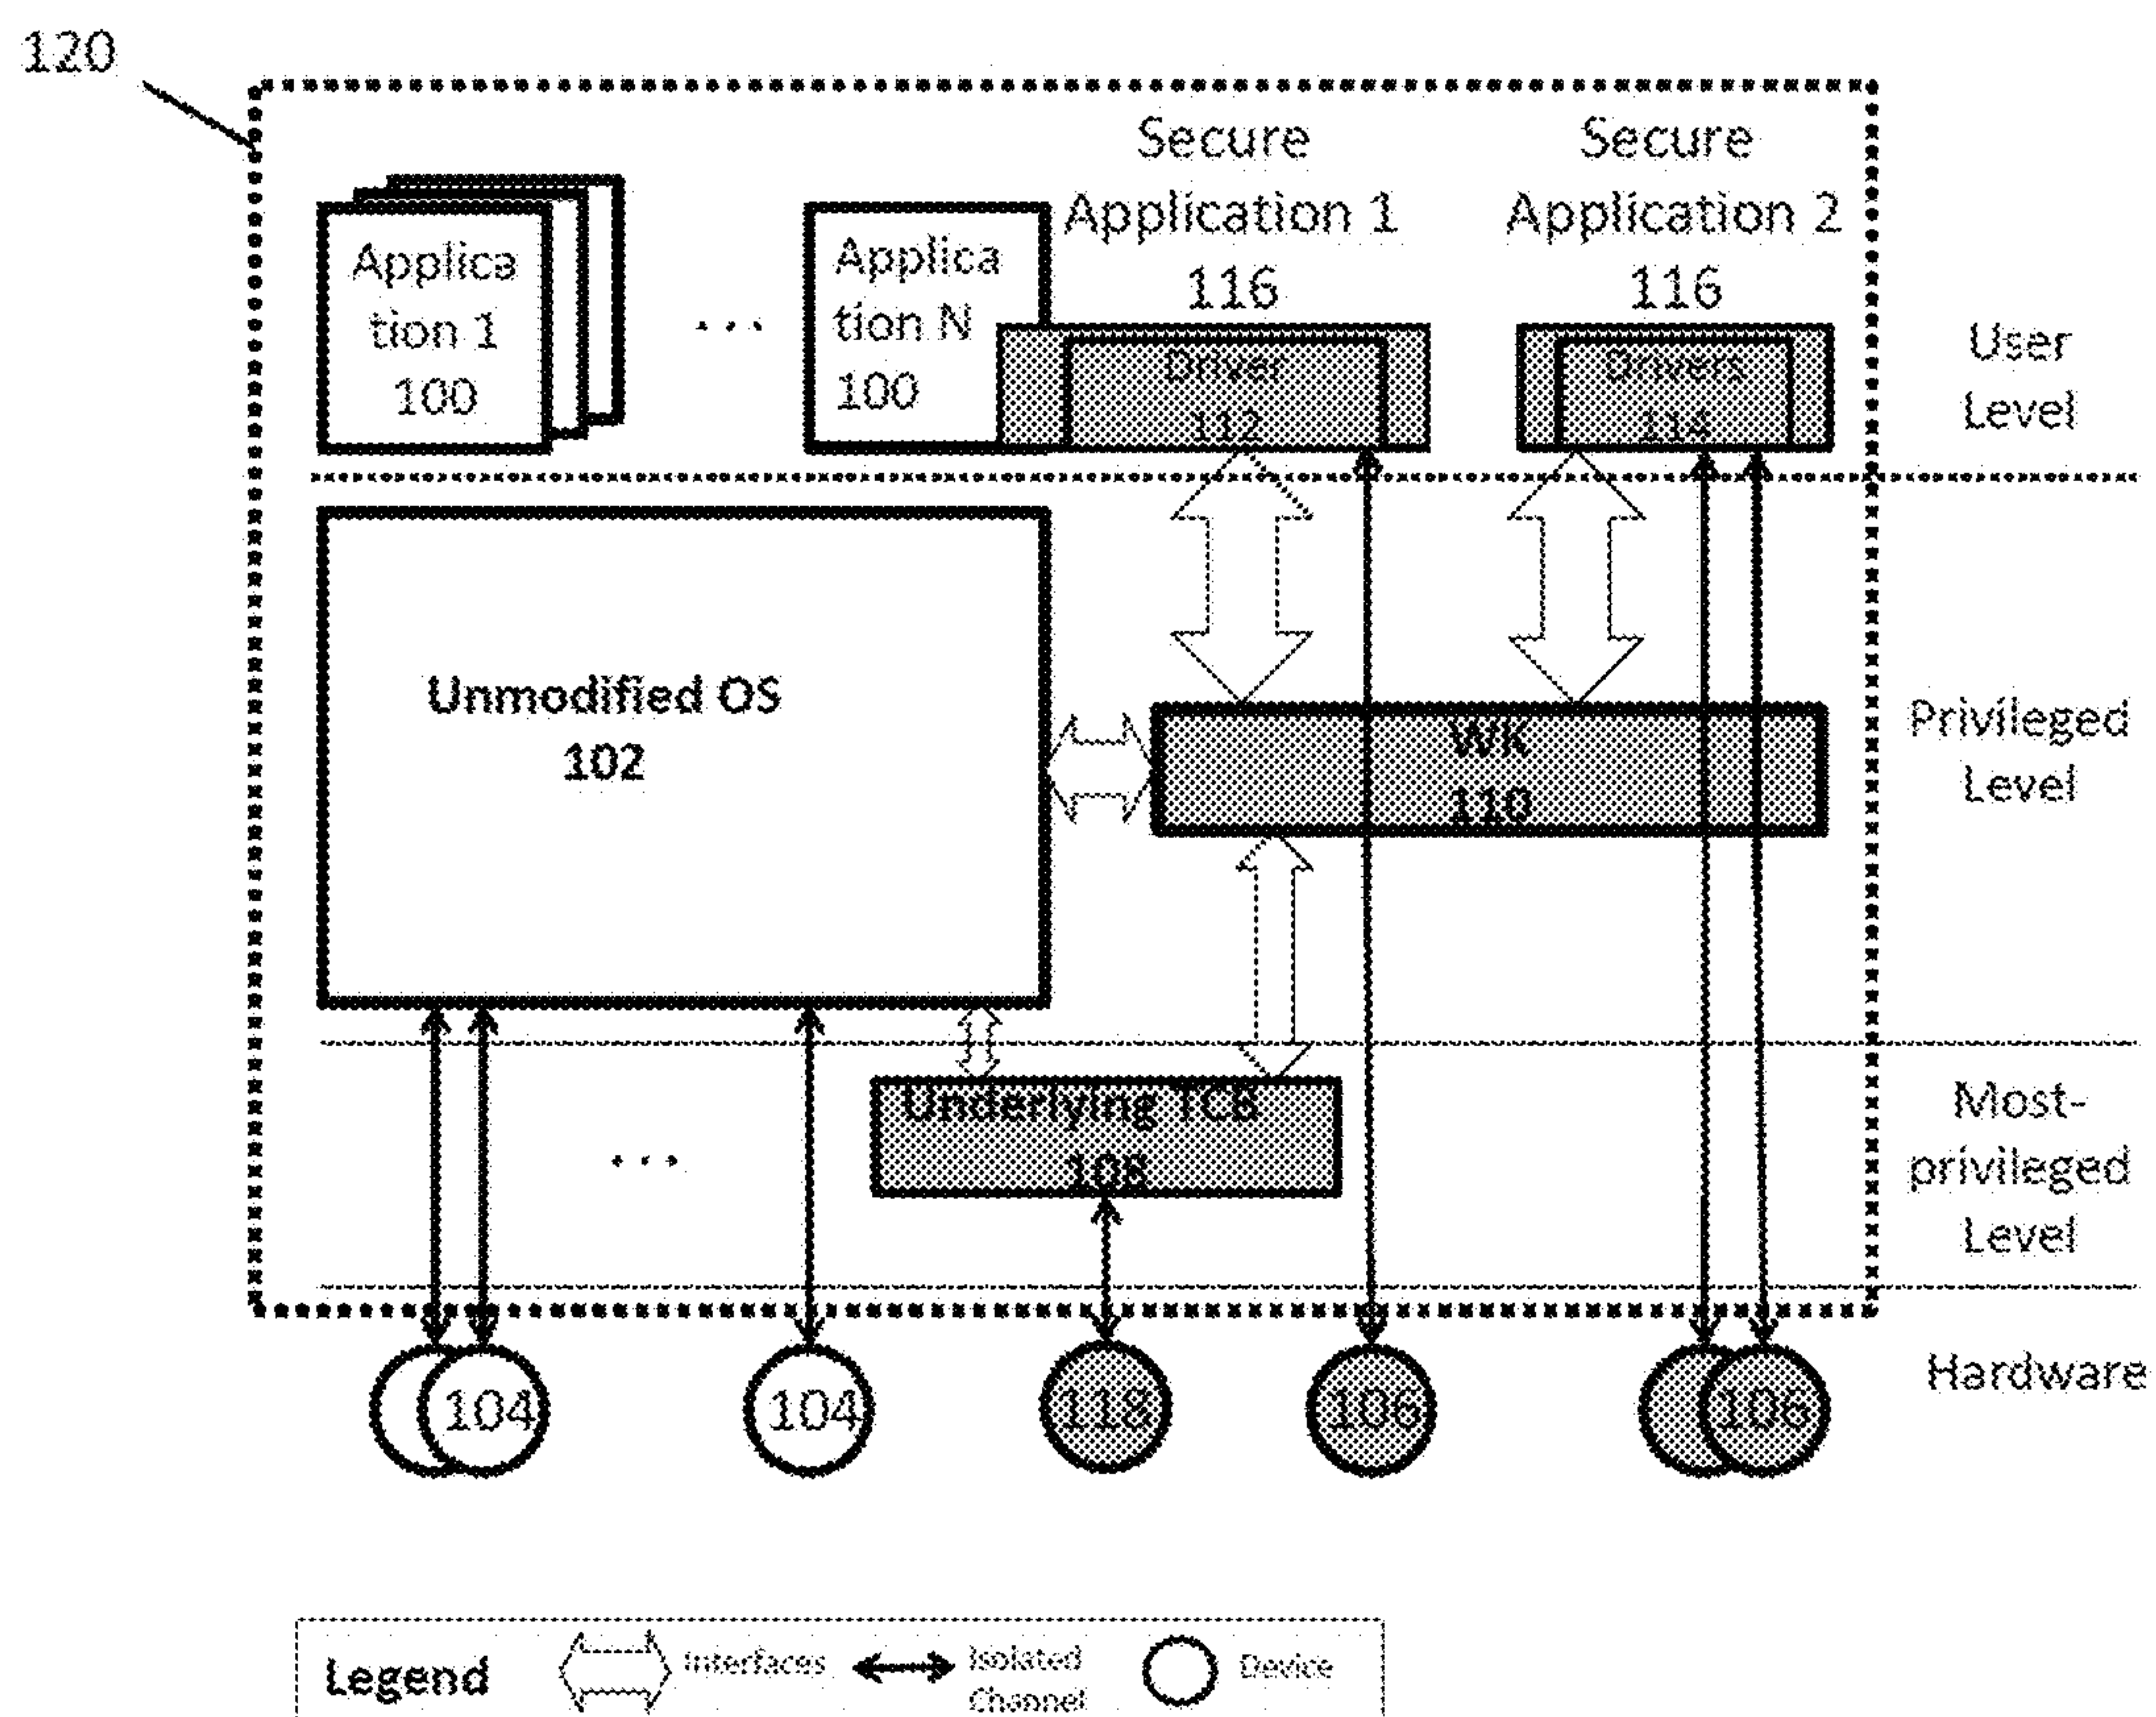 120
Secure
Application 1
116
Secure
Application 2
116
Applica
tion 1
100
...
Applica
tion N
100
Driver
112
Drivers
114
User
Level
Unmodified OS
102
WK
110
Privileged
Level
Underlying TCB
108
...
Most-
privileged
Level
104
104
118
106
106
Hardware
Legend
Interfaces
Isolated
Channel
Device